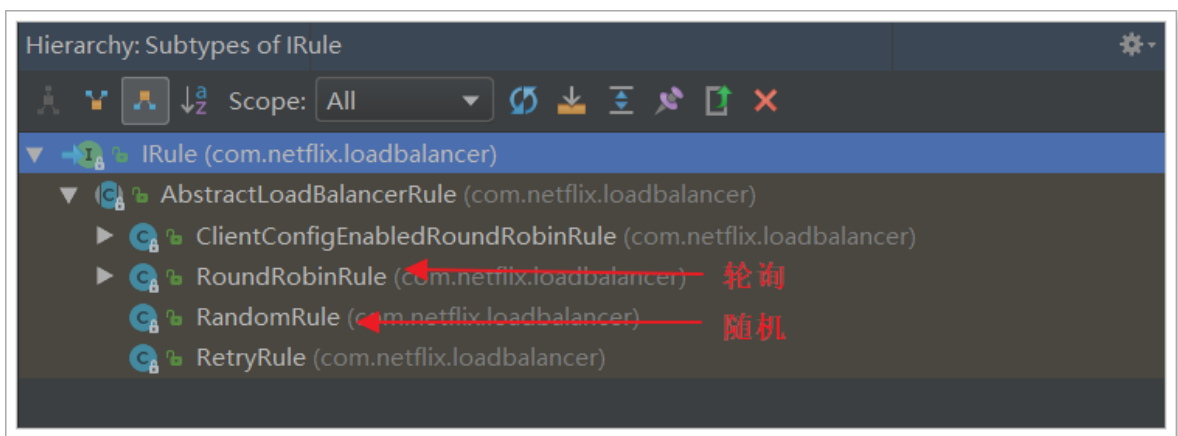 Hierarchy: Subtypes of IRule
Scope: All
IRule (com.netflix.loadbalancer)
AbstractLoadBalancerRule (com.netflix.loadbalancer)
ClientConfigEnabledRoundRobinRule (com.netflix.loadbalancer)
RoundRobinRule (com.netflix.loadbalancer) 轮询
RandomRule (com.netflix.loadbalancer) 随机
RetryRule (com.netflix.loadbalancer)